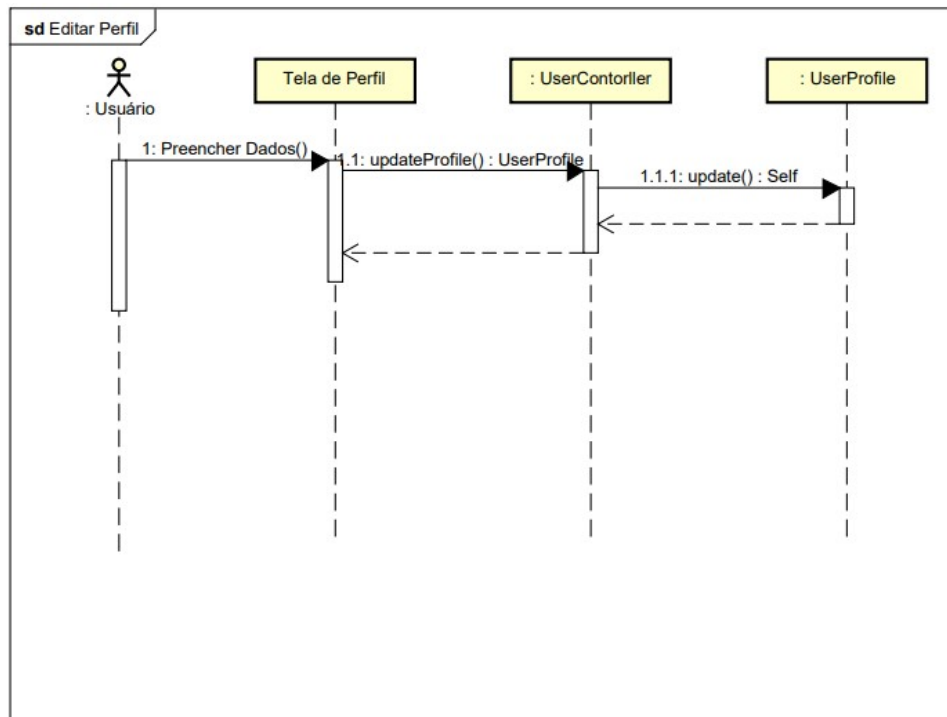 sd Editar Perfil
Tela de Perfil
: UserContorller
: UserProfile
: Usuário
1: Preencher Dados()
1.1: updateProfile() : UserProfile
1.1.1: update() : Self